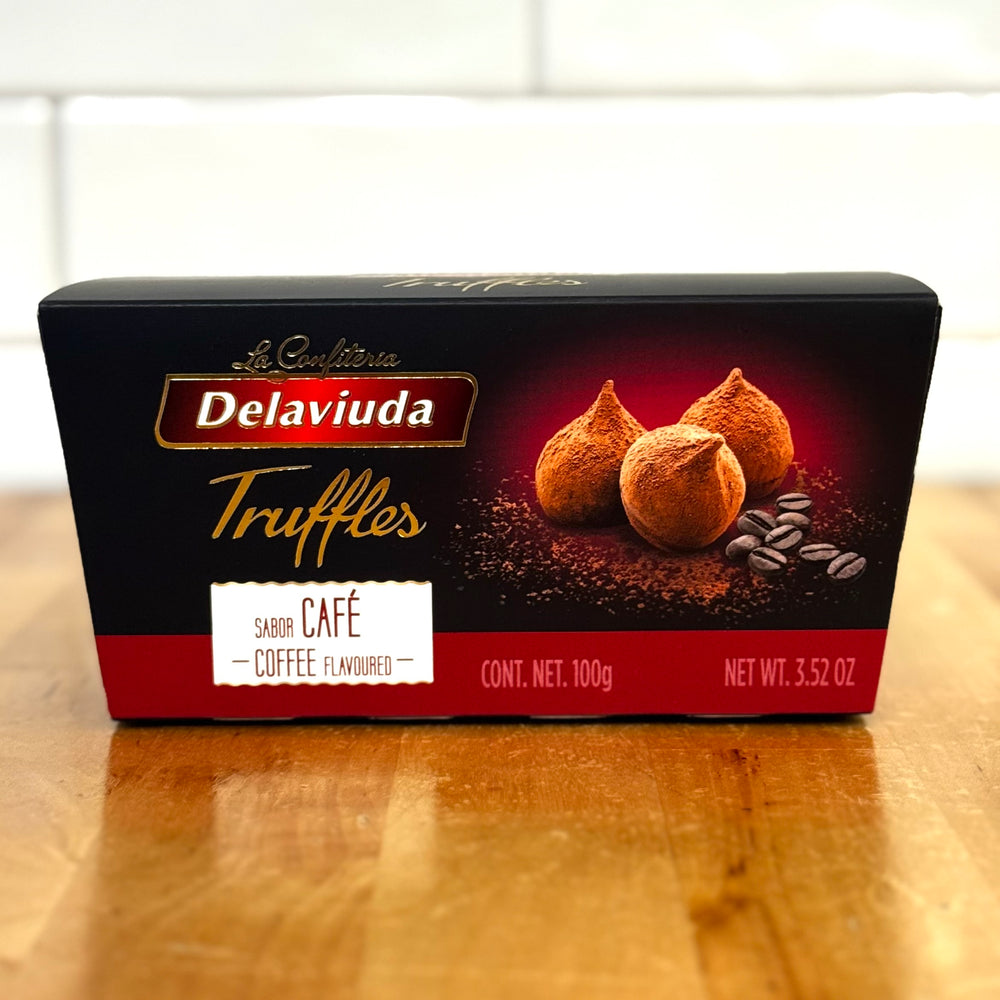 Truffles
La Confitería
Delaviuda
Truffles
SABOR CAFÉ
— COFFEE FLAVOURED —
CONT. NET. 100g
NET WT. 3.52 OZ